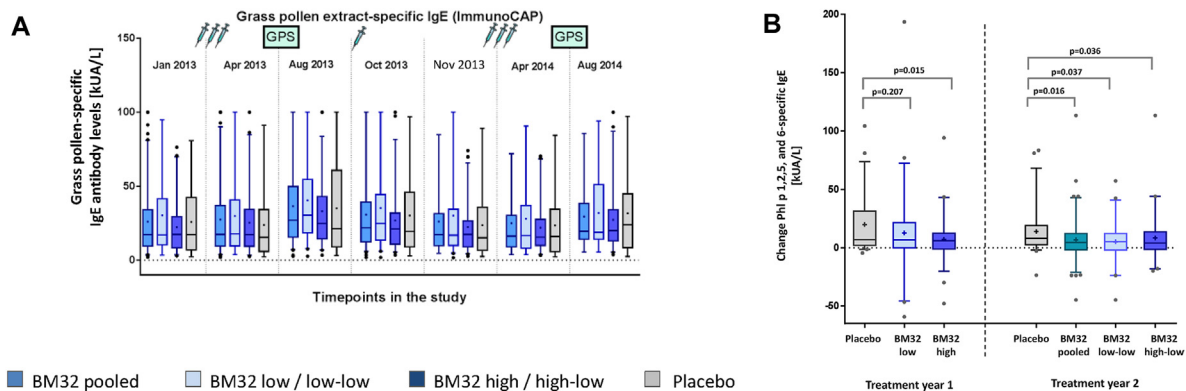 A
Grass pollen extract-specific IgE (ImmunoCAP)
GPS
GPS
Grass pollen-specific
IgE antibody levels [kUA/L]
150
100
50
0
Jan 2013
Apr 2013
Aug 2013
Oct 2013
Nov 2013
Apr 2014
Aug 2014
Timepoints in the study
B
Change Phl p 1,2,5, and 6-specific IgE
[kUA/L]
200
150
100
50
0
-50
p=0.015
p=0.207
p=0.036
p=0.037
p=0.016
Placebo
BM32
low
BM32
high
Placebo
BM32
pooled
BM32
low-low
BM32
high-low
Treatment year 1
Treatment year 2
BM32 pooled
BM32 low / low-low
BM32 high / high-low
Placebo